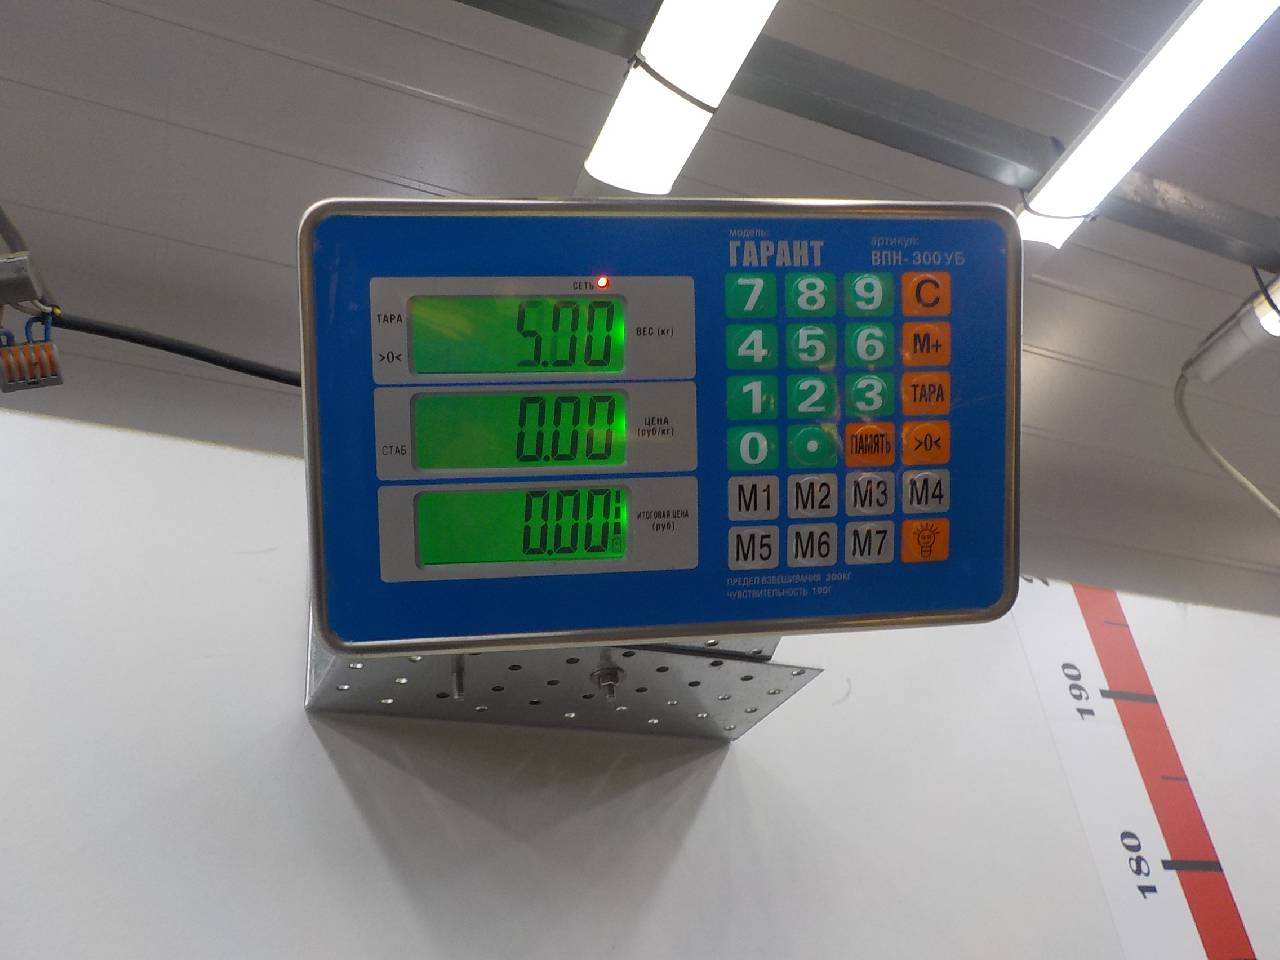 модель:
ГАРАНТ
артикул:
ВПН-300УБ
СЕТЬ
ТАРА
>0<
5.00
ВЕС (кг)
СТАБ
0.00
ЦЕНА
(руб/кг)
0.00
ИТОГОВАЯ ЦЕНА
(руб)
7 8 9 C
4 5 6 M+
1 2 3 ТАРА
0 . ПАМЯТЬ >0<
M1 M2 M3 M4
M5 M6 M7
ПРЕДЕЛ ВЗВЕШИВАНИЯ 300КГ
ЧУВСТВИТЕЛЬНОСТЬ 100Г
190
180